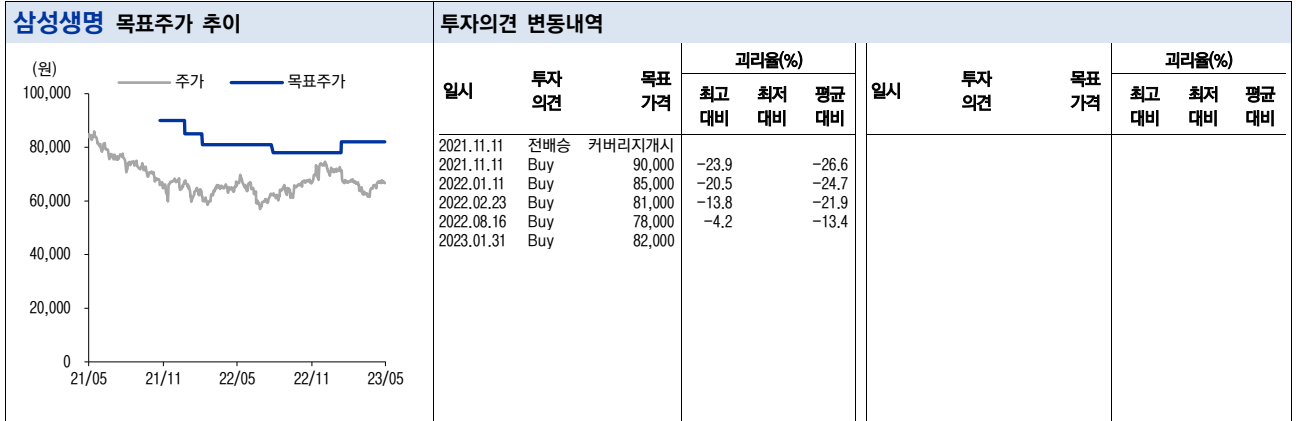 삼성생명 목표주가 추이
(원)
주가 목표주가
100,000
80,000
60,000
40,000
20,000
0
21/05 21/11 22/05 22/11 23/05
투자의견 변동내역
일시 투자의견 목표가격 괴리율(%)
최고대비 최저대비 평균대비
2021.11.11 전배승 커버리지개시
2021.11.11 Buy 90,000 -23.9 -26.6
2022.01.11 Buy 85,000 -20.5 -24.7
2022.02.23 Buy 81,000 -13.8 -21.9
2022.08.16 Buy 78,000 -4.2 -13.4
2023.01.31 Buy 82,000
일시 투자의견 목표가격 괴리율(%)
최고대비 최저대비 평균대비